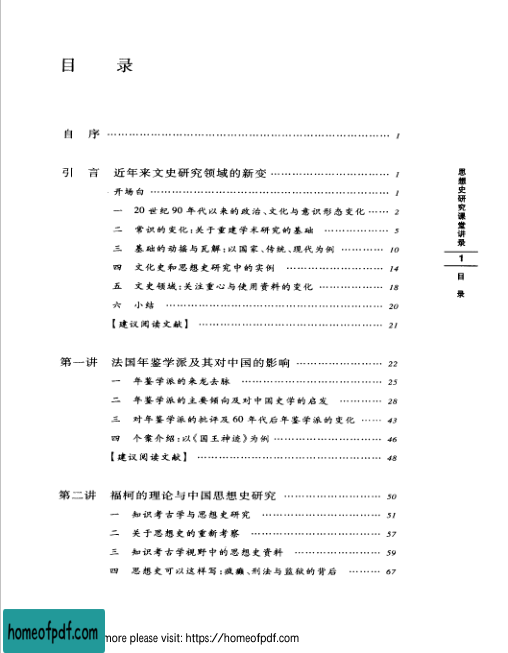 目 录
自 序 …… 1
引 言 近年来文史研究领域的新变 …… 1
开场白 …… 1
一 20世纪90年代以来的政治、文化与意识形态变化 …… 2
二 常识的变化:关于重建学术研究的基础 …… 5
三 基础的动摇与瓦解:以国家、传统、现代为例 …… 10
四 文化史和思想史研究中的实例 …… 14
五 文史领域:关注重心与使用资料的变化 …… 18
六 小结 …… 20
【建议阅读文献】 …… 21
第一讲 法国年鉴学派及其对中国的影响 …… 22
一 年鉴学派的来龙去脉 …… 25
二 年鉴学派的主要倾向及对中国史学的启发 …… 28
三 对年鉴学派的批评及60年代后年鉴学派的变化 …… 43
四 个案介绍:以《国王神迹》为例 …… 46
【建议阅读文献】 …… 48
第二讲 福柯的理论与中国思想史研究 …… 50
一 知识考古学与思想史研究 …… 51
二 关于思想史的重新考察 …… 57
三 知识考古学视野中的思想史资料 …… 59
四 思想史可以这样写:疯癫、刑法与监狱的背后 …… 67
思想史研究课堂讲录
1
目 录
homeofpdf.com
more please visit: https://homeofpdf.com